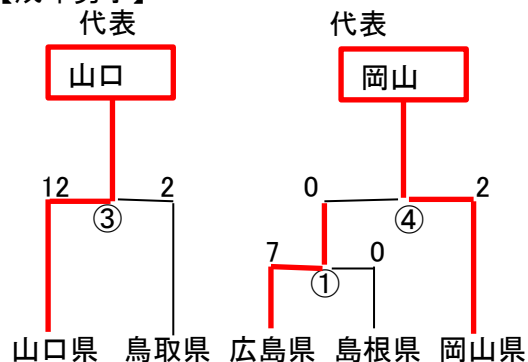 代表 代表
山口 岡山
12 2 0 2
③ ④
7 0
①
山口県 鳥取県 広島県 島根県 岡山県